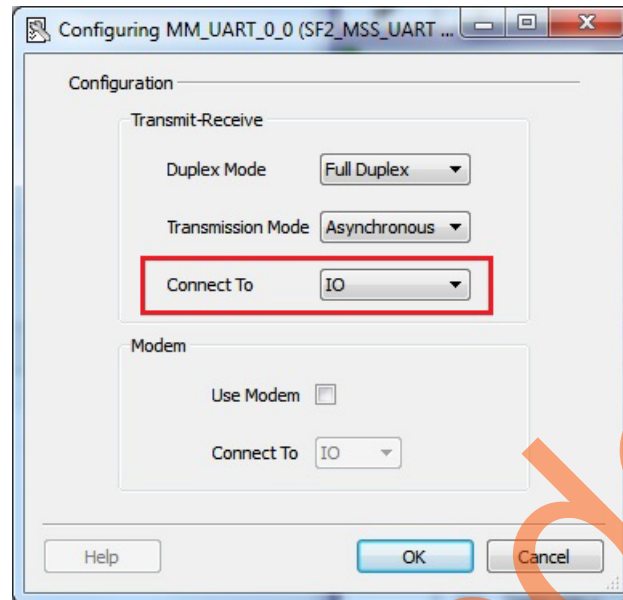 Configuring MM_UART_0_0 (SF2_MSS_UART ...
Configuration
Transmit-Receive
Duplex Mode Full Duplex
Transmission Mode Asynchronous
Connect To IO
Modem
Use Modem
Connect To IO
Help OK Cancel